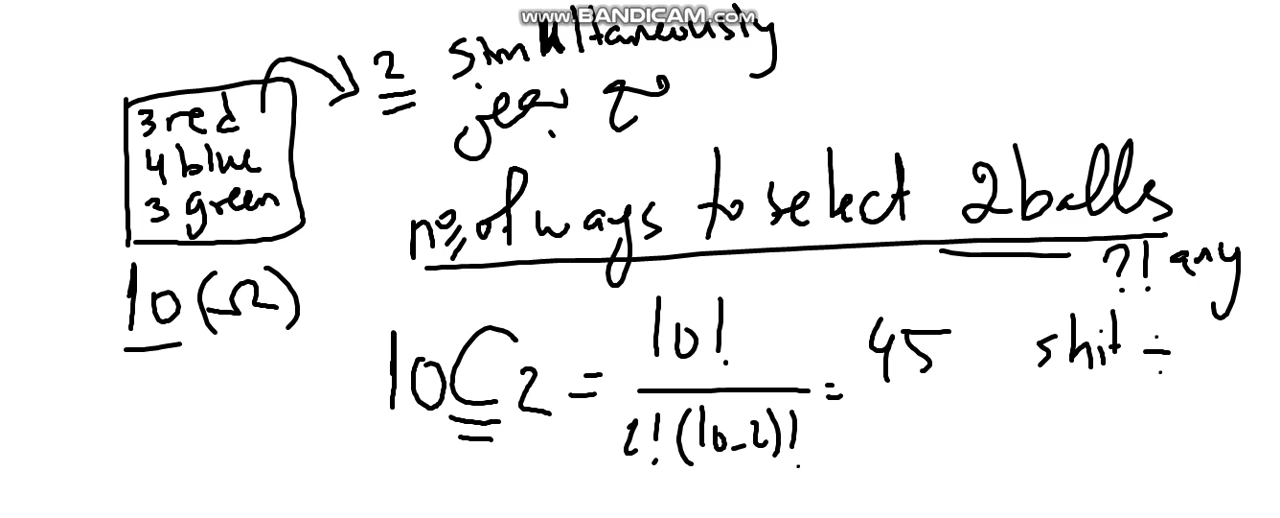 www.BANDICAM.com
2 simultaneously
3 red
4 blue
3 green
no. of ways to select 2 balls
?! any
10 (Ω)
10C2 = 10! / 2!(10-2)! = 45
shit